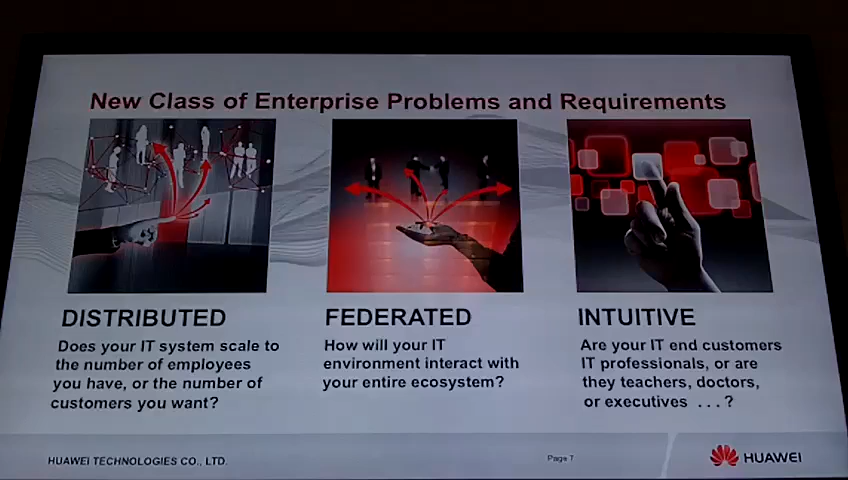 New Class of Enterprise Problems and Requirements
DISTRIBUTED
Does your IT system scale to
the number of employees
you have, or the number of
customers you want?
FEDERATED
How will your IT
environment interact with
your entire ecosystem?
INTUITIVE
Are your IT end customers
IT professionals, or are
they teachers, doctors,
or executives ...?
HUAWEI TECHNOLOGIES CO., LTD.
Page 7
HUAWEI